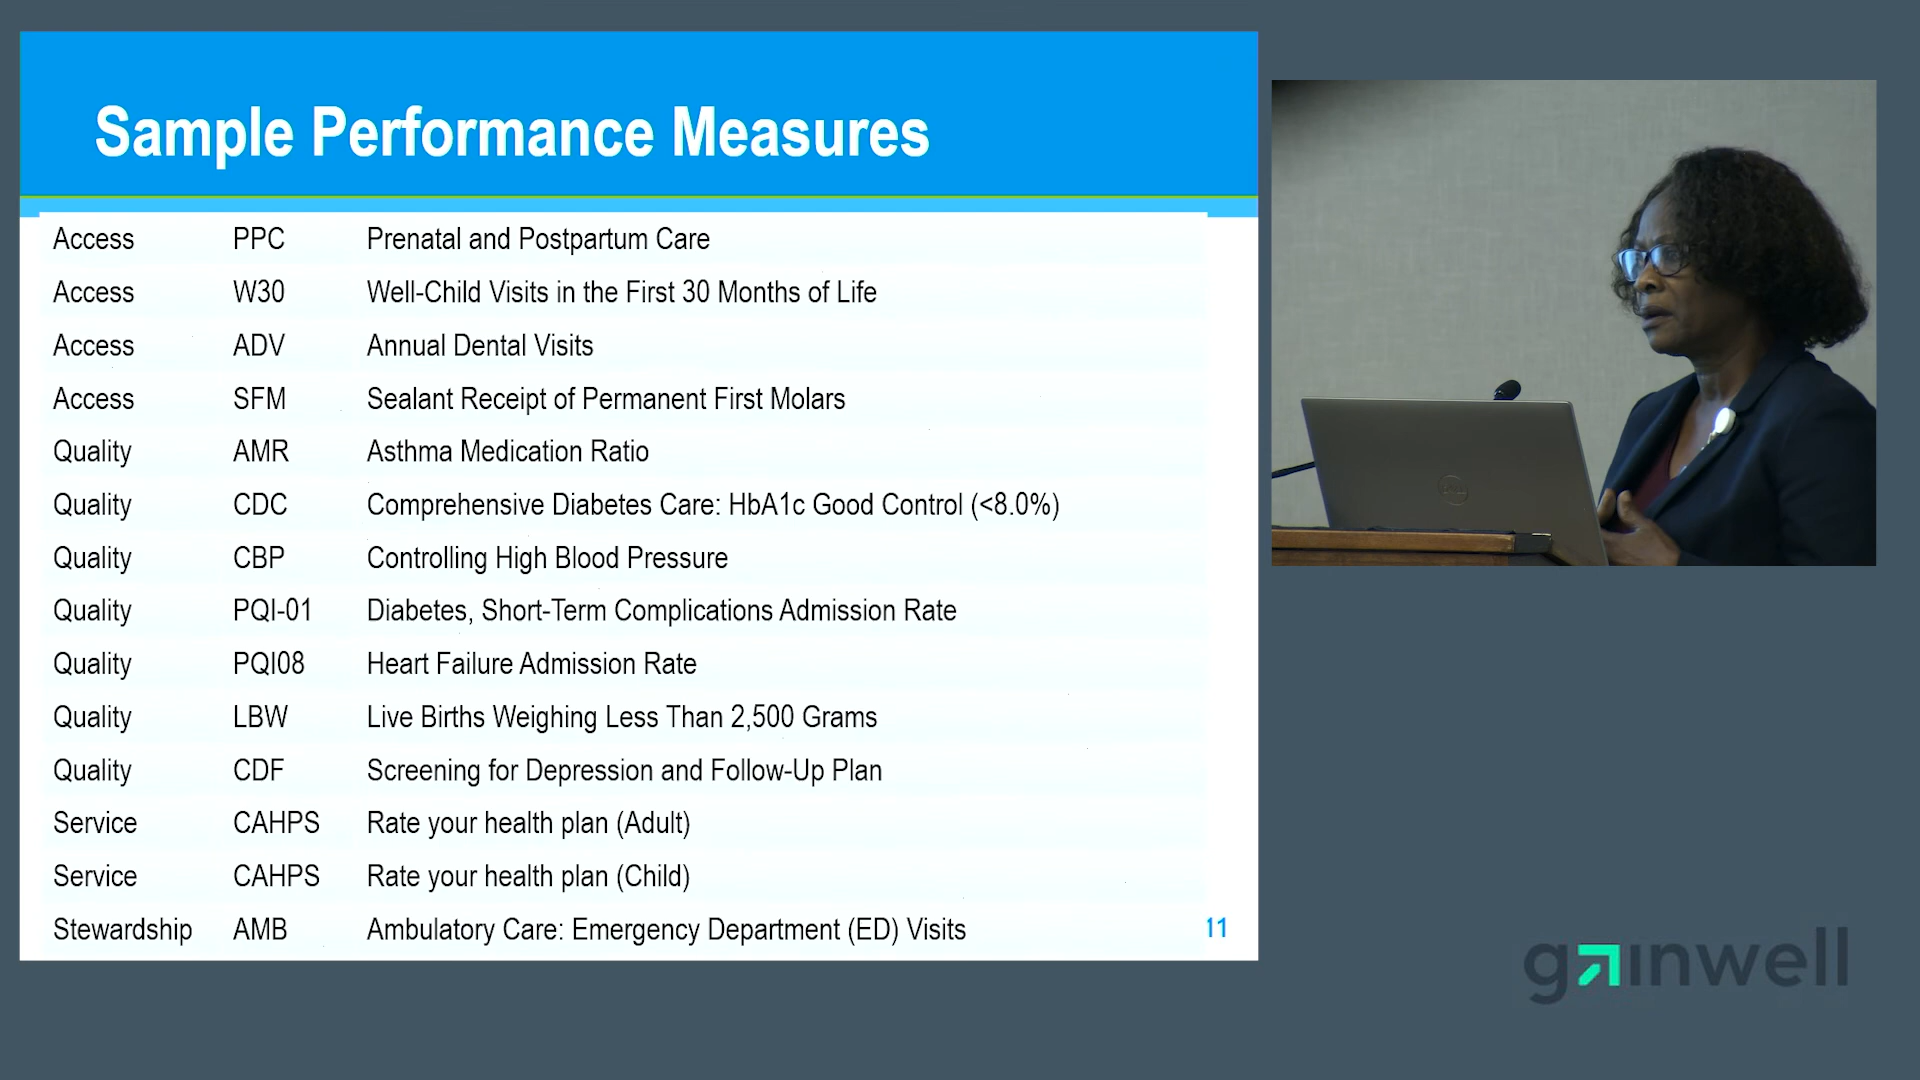 Sample Performance Measures
Access PPC Prenatal and Postpartum Care
Access W30 Well-Child Visits in the First 30 Months of Life
Access ADV Annual Dental Visits
Access SFM Sealant Receipt of Permanent First Molars
Quality AMR Asthma Medication Ratio
Quality CDC Comprehensive Diabetes Care: HbA1c Good Control (<8.0%)
Quality CBP Controlling High Blood Pressure
Quality PQI-01 Diabetes, Short-Term Complications Admission Rate
Quality PQI08 Heart Failure Admission Rate
Quality LBW Live Births Weighing Less Than 2,500 Grams
Quality CDF Screening for Depression and Follow-Up Plan
Service CAHPS Rate your health plan (Adult)
Service CAHPS Rate your health plan (Child)
Stewardship AMB Ambulatory Care: Emergency Department (ED) Visits
11
DELL
gainwell